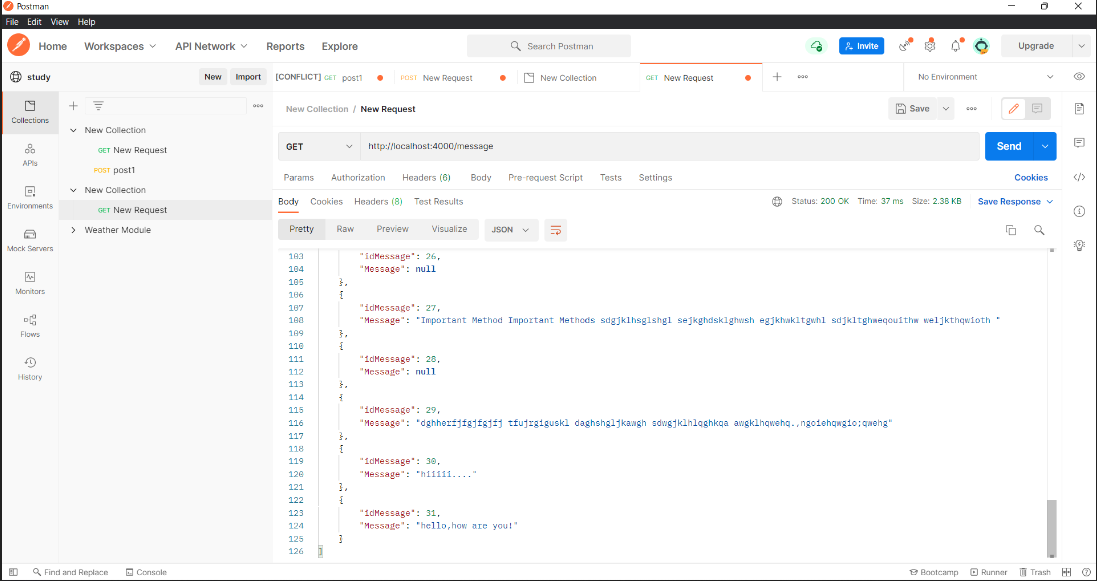 Postman
File Edit View Help
Home Workspaces API Network Reports Explore Search Postman Invite Upgrade
study New Import [CONFLICT] GET post1 POST New Request New Collection GET New Request No Environment
Collections
APIs
Environments
Mock Servers
Monitors
Flows
History
New Collection
GET New Request
POST post1
New Collection
GET New Request
Weather Module
New Collection / New Request Save
GET http://localhost:4000/message Send
Params Authorization Headers (6) Body Pre-request Script Tests Settings Cookies
Body Cookies Headers (8) Test Results Status: 200 OK Time: 37 ms Size: 2.38 KB Save Response
Pretty Raw Preview Visualize JSON
103 "idMessage": 26,
104 "Message": null
105 },
106 {
107 "idMessage": 27,
108 "Message": "Important Method Important Methods sdgjklhsglshgl sejkghdsklghwsh egjkhwkltgwhl sdjkltghweqouithw weljkthqwioth "
109 },
110 {
111 "idMessage": 28,
112 "Message": null
113 },
114 {
115 "idMessage": 29,
116 "Message": "dghherfjfgjfgjfj tfujrgiguskl daghshgljkawgh sdwgjklhlqghkqa awgklhqwehq.,ngoiehqwgio;qwehg"
117 },
118 {
119 "idMessage": 30,
120 "Message": "hiiiii...."
121 },
122 {
123 "idMessage": 31,
124 "Message": "hello,how are you!"
125 }
126 ]
Find and Replace Console Bootcamp Runner Trash